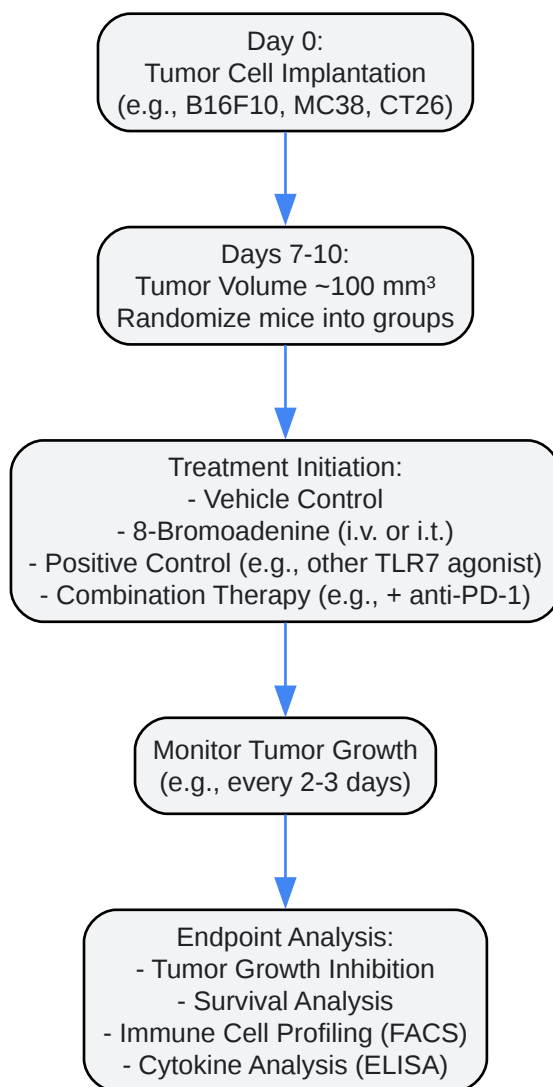 Day 0:
Tumor Cell Implantation
(e.g., B16F10, MC38, CT26)
Days 7-10:
Tumor Volume ~100 mm³
Randomize mice into groups
Treatment Initiation:
- Vehicle Control
- 8-Bromoadenine (i.v. or i.t.)
- Positive Control (e.g., other TLR7 agonist)
- Combination Therapy (e.g., + anti-PD-1)
Monitor Tumor Growth
(e.g., every 2-3 days)
Endpoint Analysis:
- Tumor Growth Inhibition
- Survival Analysis
- Immune Cell Profiling (FACS)
- Cytokine Analysis (ELISA)